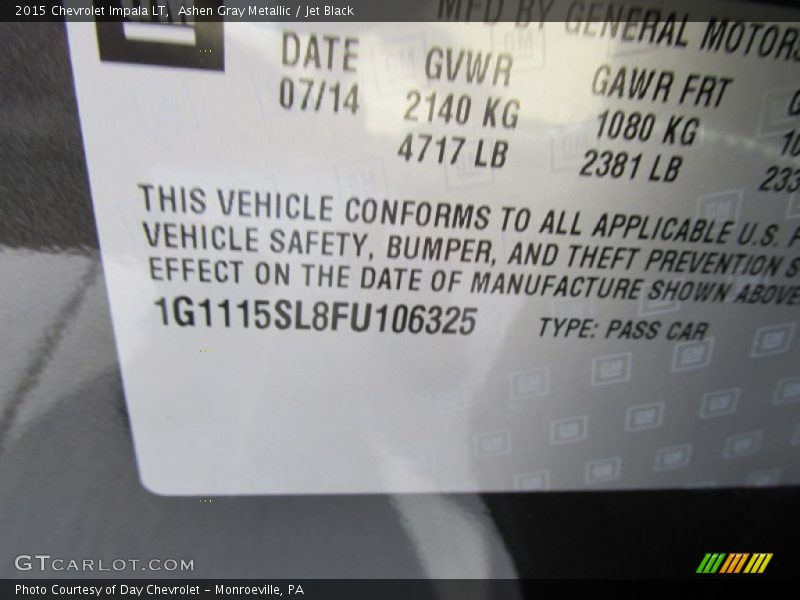 2015 Chevrolet Impala LT, Ashen Gray Metallic / Jet Black
MFD BY GENERAL MOTORS
DATE GVWR GAWR FRT
07/14 2140 KG 1080 KG
4717 LB 2381 LB
THIS VEHICLE CONFORMS TO ALL APPLICABLE U.S.
VEHICLE SAFETY, BUMPER, AND THEFT PREVENTION
EFFECT ON THE DATE OF MANUFACTURE SHOWN ABOVE
1G1115SL8FU106325 TYPE: PASS CAR
GTCARLOT.COM
Photo Courtesy of Day Chevrolet - Monroeville, PA